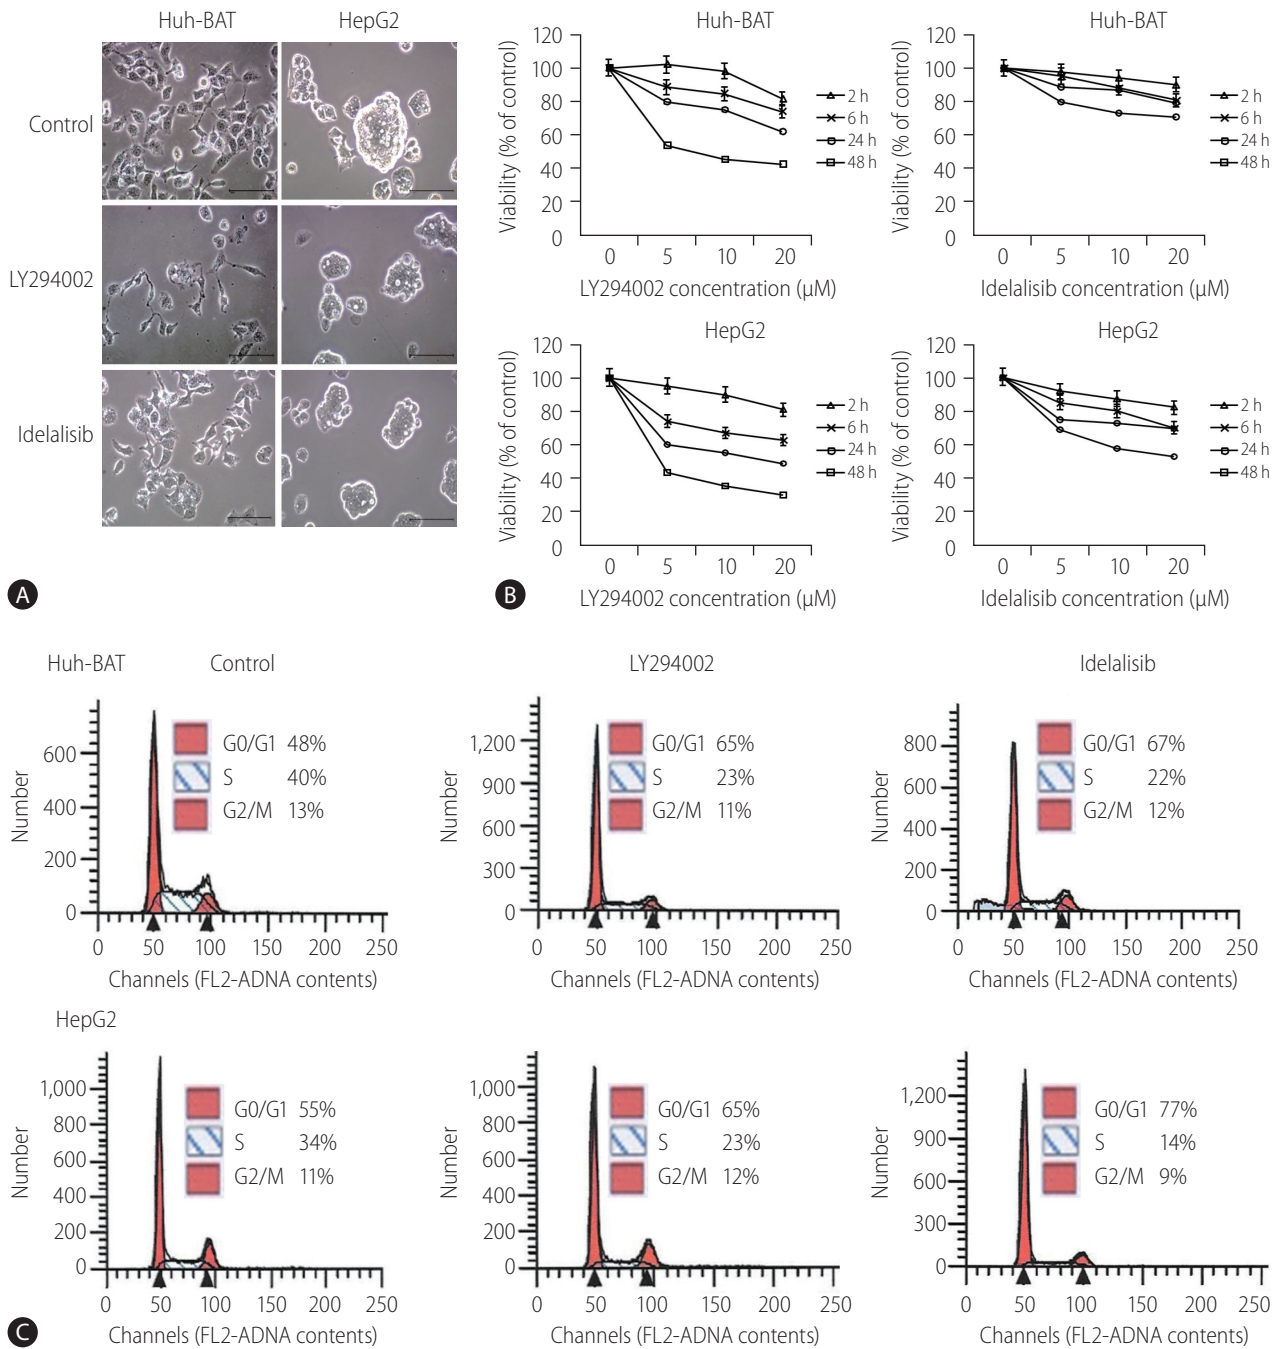 Huh-BAT HepG2
Control
LY294002
Idelalisib
A
Huh-BAT
120
100
80
60
40
20
0
Viability (% of control)
0 5 10 20
LY294002 concentration (μM)
2 h
6 h
24 h
48 h
Huh-BAT
120
100
80
60
40
20
0
Viability (% of control)
0 5 10 20
Idelalisib concentration (μM)
2 h
6 h
24 h
48 h
HepG2
120
100
80
60
40
20
0
Viability (% of control)
0 5 10 20
LY294002 concentration (μM)
2 h
6 h
24 h
48 h
HepG2
120
100
80
60
40
20
0
Viability (% of control)
0 5 10 20
Idelalisib concentration (μM)
2 h
6 h
24 h
48 h
B
Huh-BAT
Control
Number
600
400
200
0
G0/G1 48%
S 40%
G2/M 13%
0 50 100 150 200 250
Channels (FL2-ADNA contents)
LY294002
Number
1,200
900
600
300
0
G0/G1 65%
S 23%
G2/M 11%
0 50 100 150 200 250
Channels (FL2-ADNA contents)
Idelalisib
Number
800
600
400
200
0
G0/G1 67%
S 22%
G2/M 12%
0 50 100 150 200 250
Channels (FL2-ADNA contents)
HepG2
Number
1,000
800
600
400
200
0
G0/G1 55%
S 34%
G2/M 11%
0 50 100 150 200 250
Channels (FL2-ADNA contents)
Number
1,000
800
600
400
200
0
G0/G1 65%
S 23%
G2/M 12%
0 50 100 150 200 250
Channels (FL2-ADNA contents)
Number
1,200
900
600
300
0
G0/G1 77%
S 14%
G2/M 9%
0 50 100 150 200 250
Channels (FL2-ADNA contents)
C